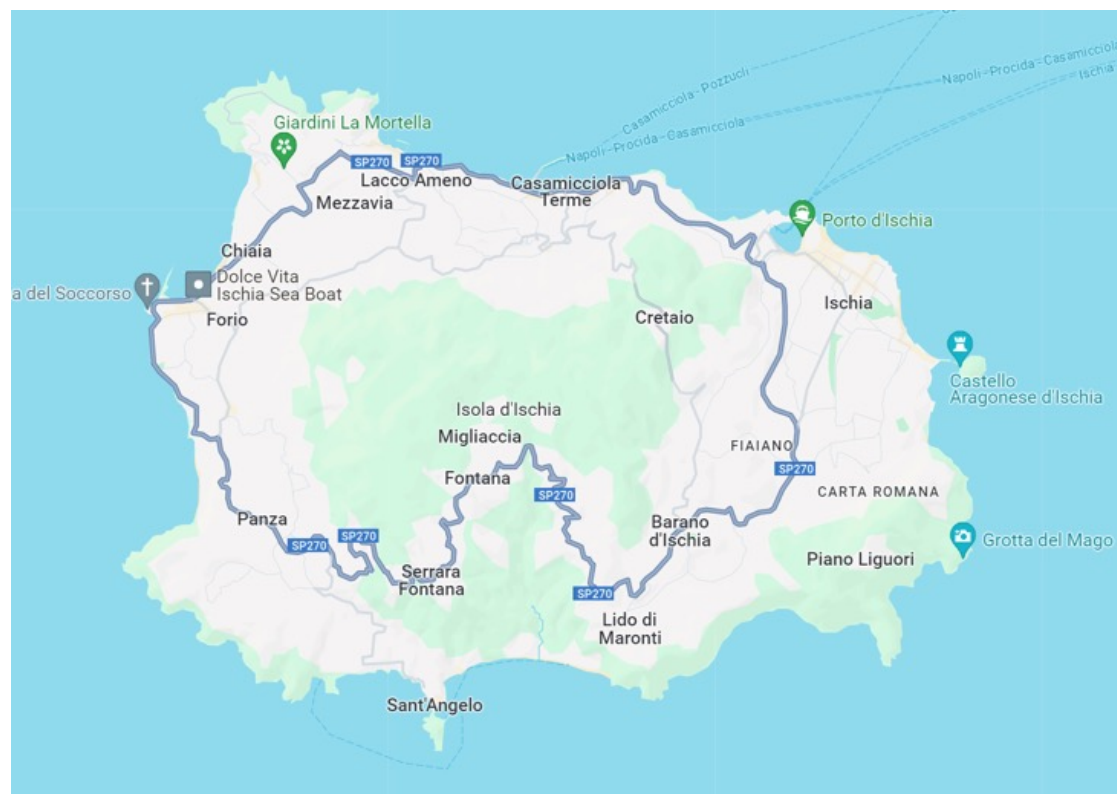 Casamicciola-Pozzuoli
Napoli-Procida-Casamicciola
Ischia
Napoli-Procida-Casamicciola
Giardini La Mortella
SP270
SP270
Lacco Ameno
Casamicciola
Terme
Mezzavia
Porto d'Ischia
Chiaia
Dolce Vita
Ischia Sea Boat
a del Soccorso
Forio
Ischia
Cretaio
Castello
Aragonese d'Ischia
Isola d'Ischia
Migliaccia
FIAIANO
Fontana
SP270
SP270
CARTA ROMANA
Panza
Barano
d'Ischia
SP270
SP270
Grotta del Mago
Piano Liguori
Serrara
Fontana
SP270
Lido di
Maronti
Sant'Angelo